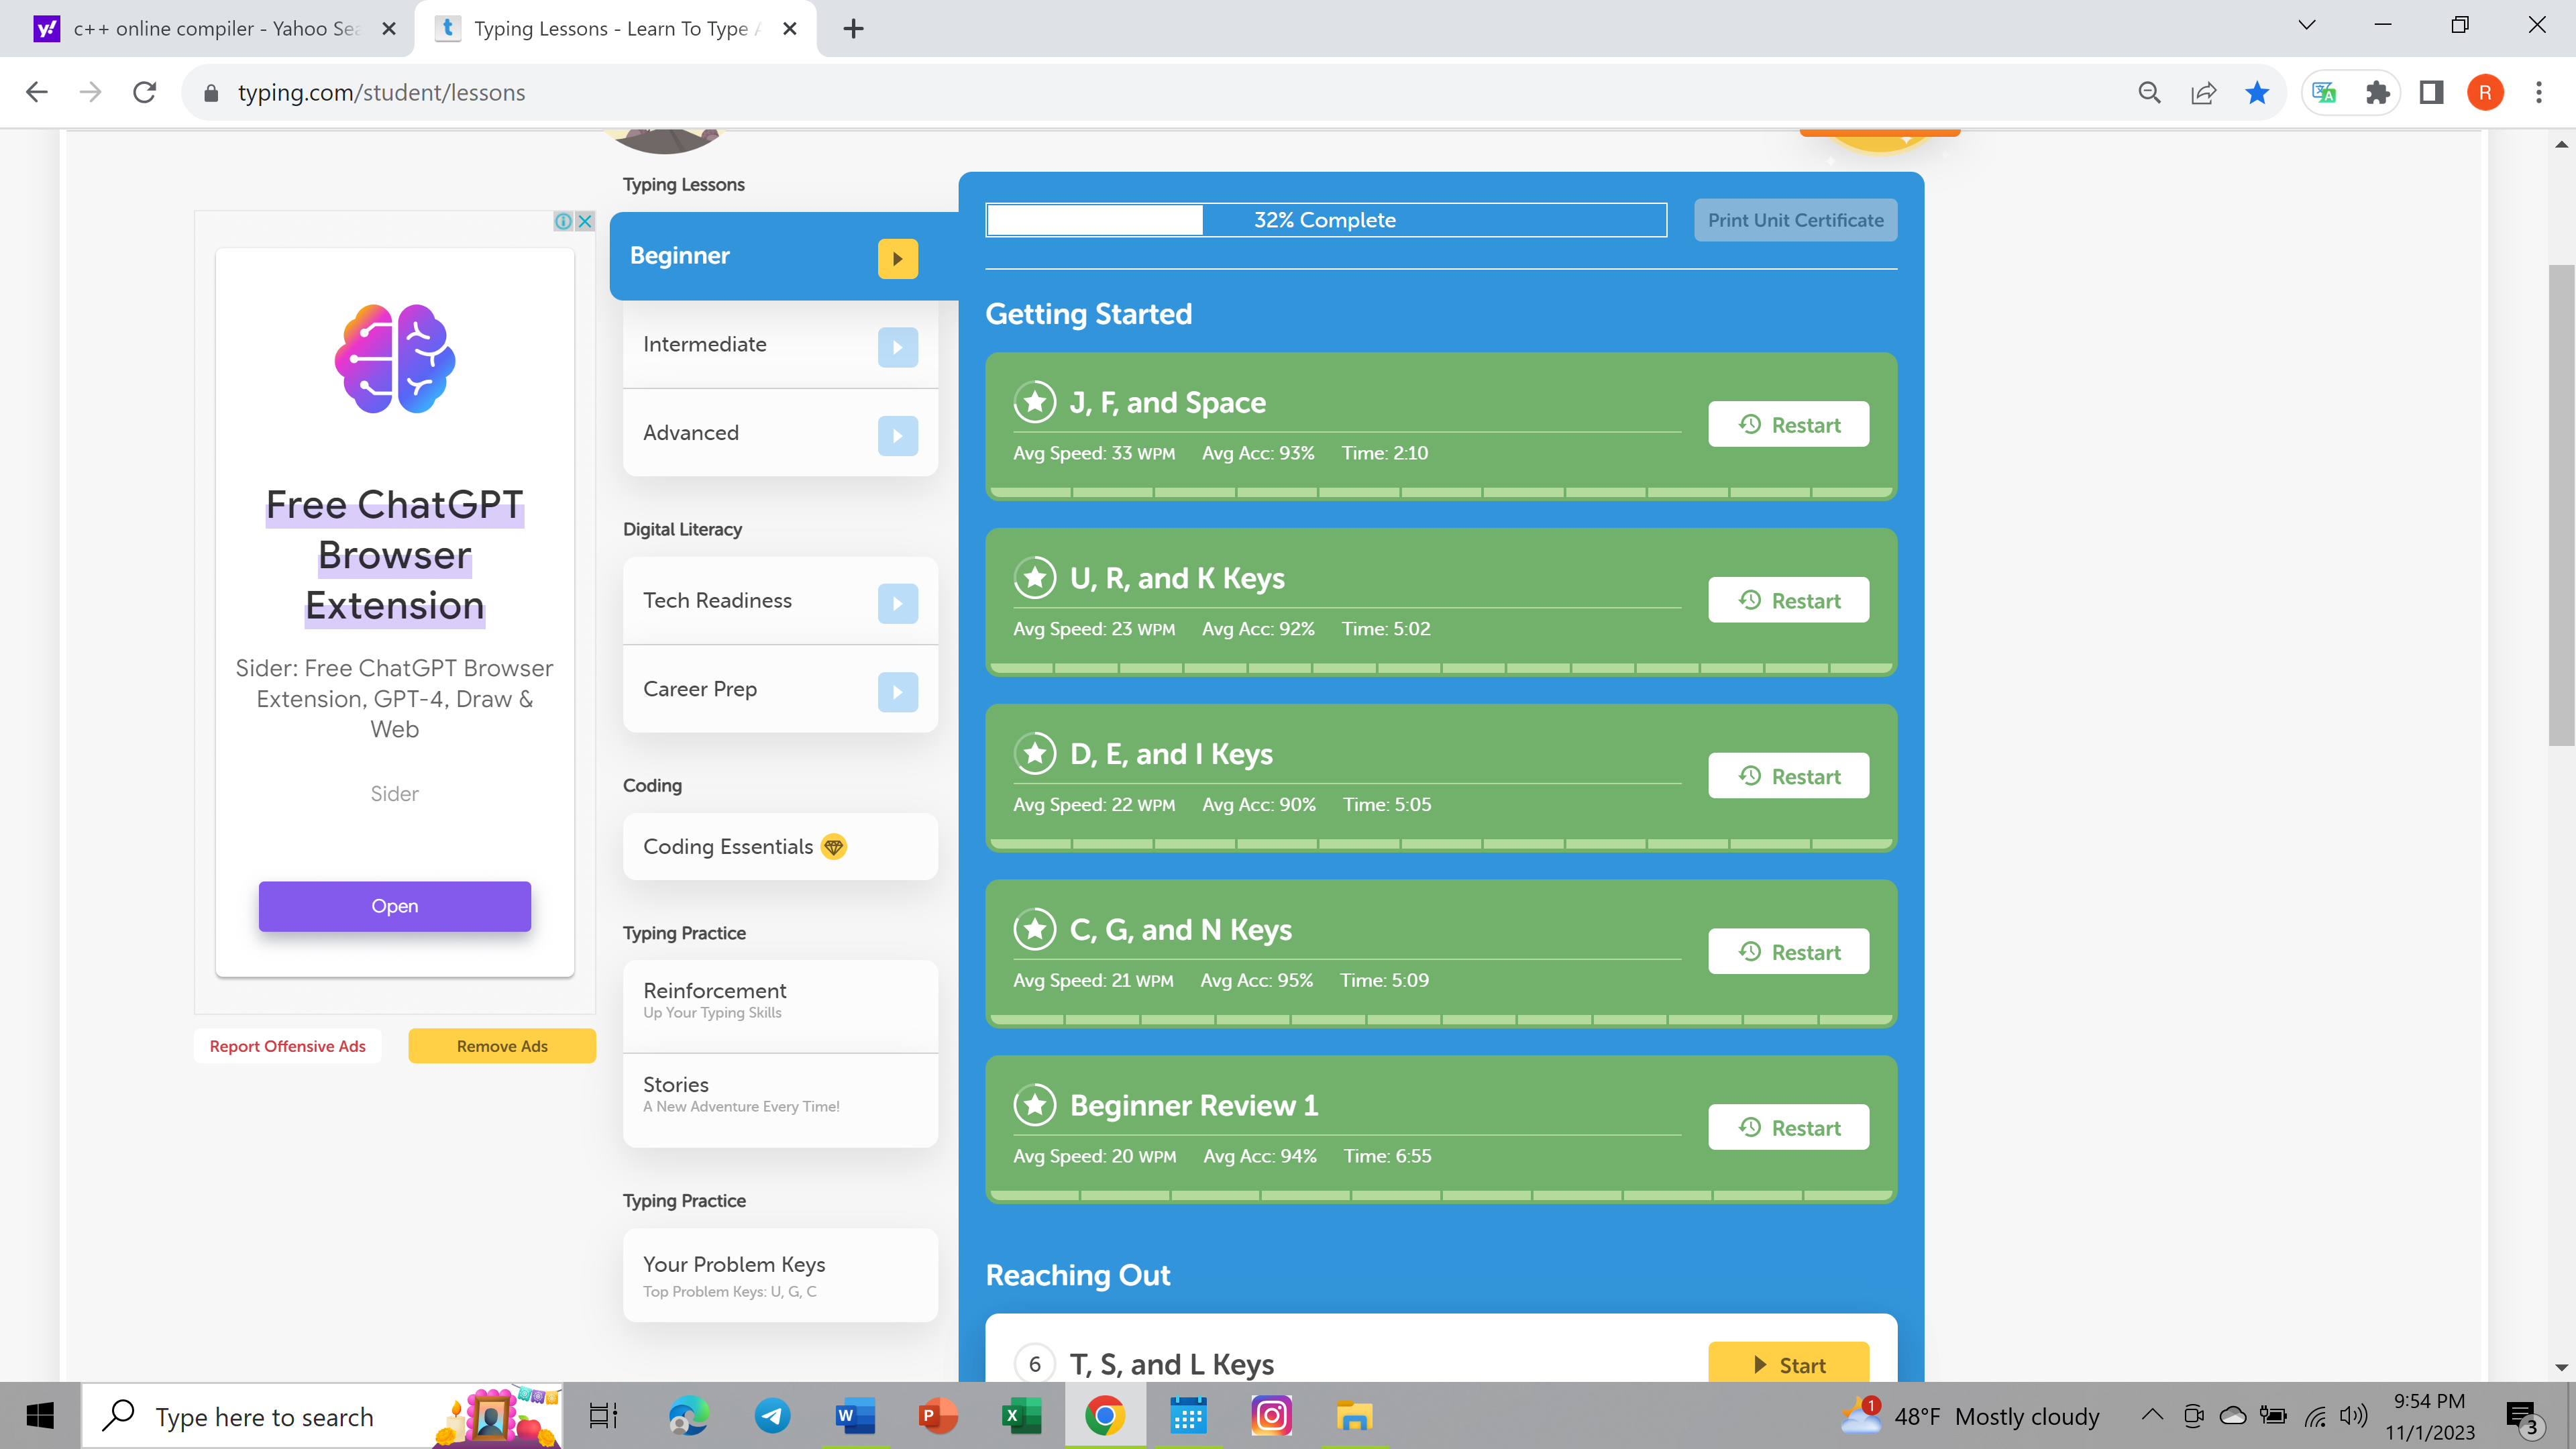 c++ online compiler - Yahoo Sea
Typing Lessons - Learn To Type A
typing.com/student/lessons
R
Typing Lessons
Beginner
Intermediate
Advanced
Digital Literacy
Tech Readiness
Career Prep
Coding
Coding Essentials
Typing Practice
Reinforcement
Up Your Typing Skills
Stories
A New Adventure Every Time!
Typing Practice
Your Problem Keys
Top Problem Keys: U, G, C
Free ChatGPT
Browser
Extension
Sider: Free ChatGPT Browser
Extension, GPT-4, Draw &
Web
Sider
Open
Report Offensive Ads
Remove Ads
32% Complete
Print Unit Certificate
Getting Started
J, F, and Space
Avg Speed: 33 WPM Avg Acc: 93% Time: 2:10
Restart
U, R, and K Keys
Avg Speed: 23 WPM Avg Acc: 92% Time: 5:02
Restart
D, E, and I Keys
Avg Speed: 22 WPM Avg Acc: 90% Time: 5:05
Restart
C, G, and N Keys
Avg Speed: 21 WPM Avg Acc: 95% Time: 5:09
Restart
Beginner Review 1
Avg Speed: 20 WPM Avg Acc: 94% Time: 6:55
Restart
Reaching Out
6 T, S, and L Keys
Start
Type here to search
1
48°F Mostly cloudy
9:54 PM
11/1/2023
3